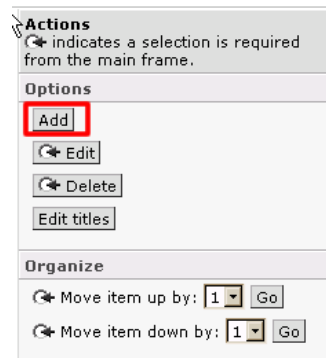 Actions
indicates a selection is required
from the main frame.
Options
Add
Edit
Delete
Edit titles
Organize
Move item up by: 1 Go
Move item down by: 1 Go